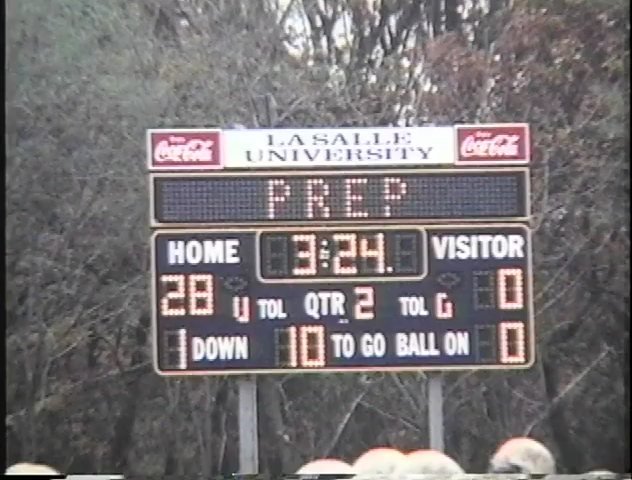 Coca-Cola LA SALLE Coca-Cola
UNIVERSITY
PREP
HOME 3:24 VISITOR
28 TOL QTR 2 TOL 0
1 DOWN 10 TO GO BALL ON 0